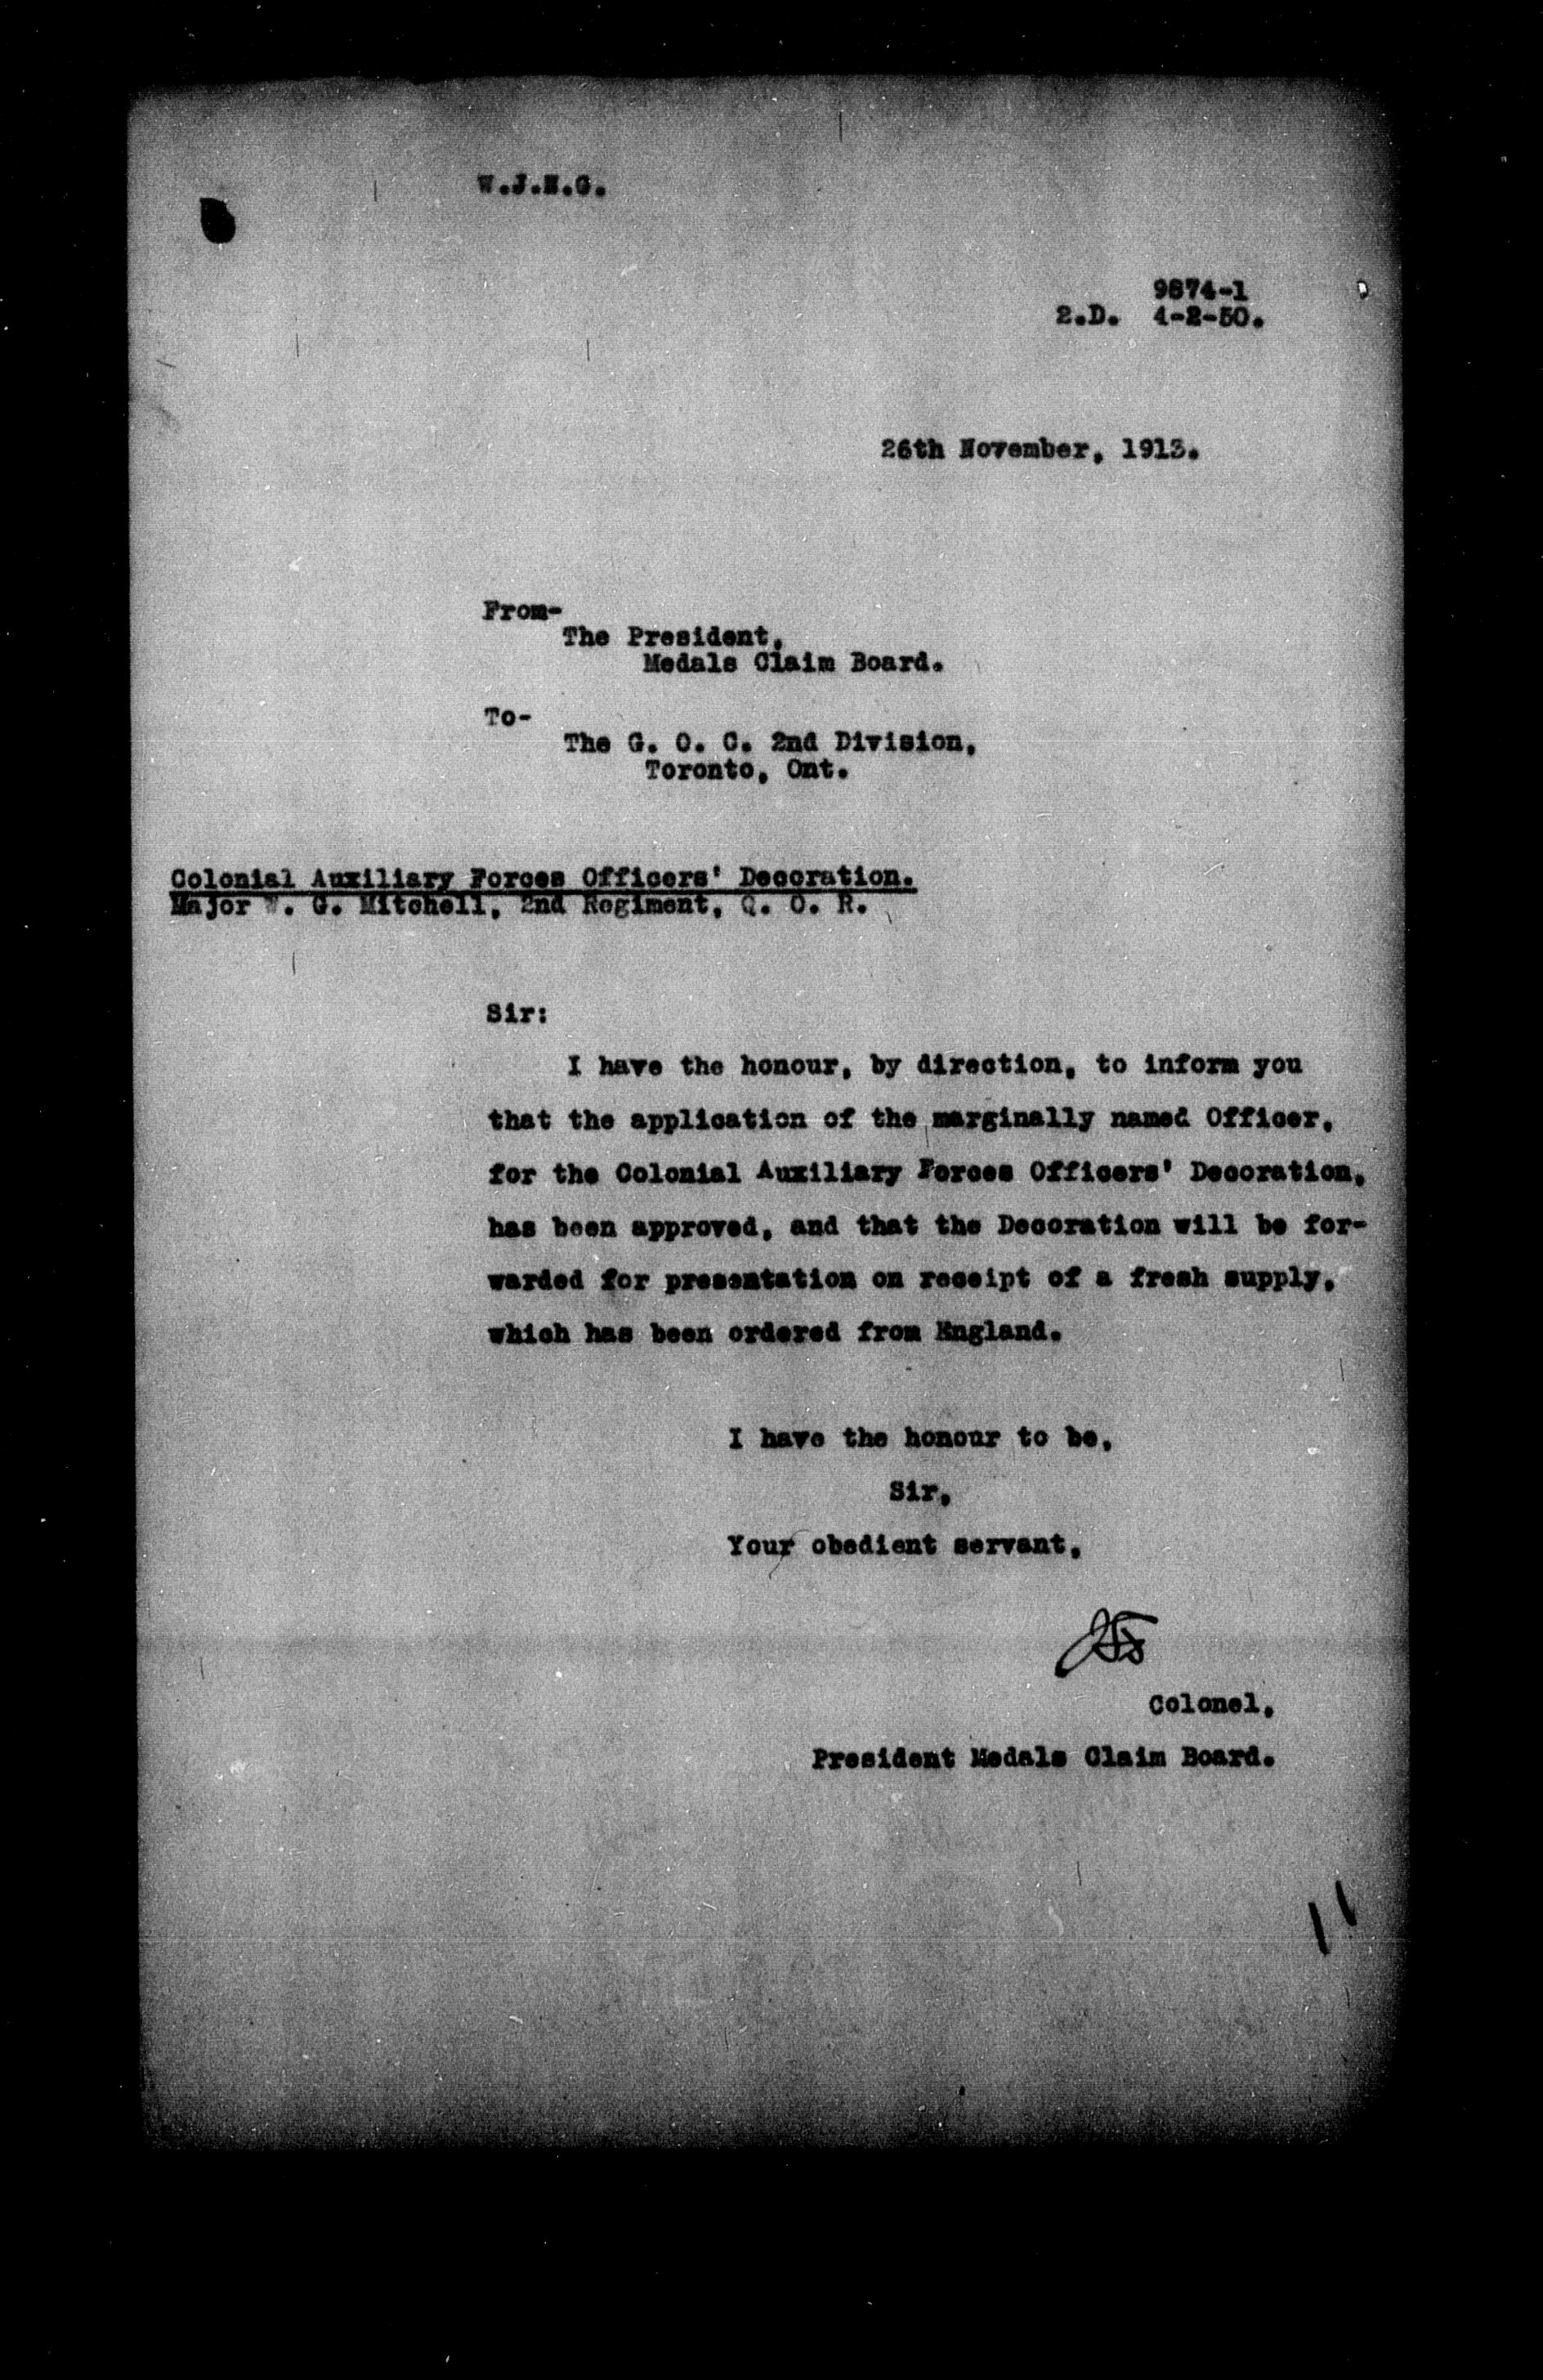 W.J.N.G.
9874-1
2.D. 4-2-50.
26th November, 1913.
From-
The President,
Medals Claim Board.
To-
The G. O. C. 2nd Division,
Toronto, Ont.
Colonial Auxiliary Forces Officers' Decoration.
Major W. G. Mitchell, 2nd Regiment, Q. O. R.
Sir:
I have the honour, by direction, to inform you
that the application of the marginally named Officer,
for the Colonial Auxiliary Forces Officers' Decoration,
has been approved, and that the Decoration will be for-
warded for presentation on receipt of a fresh supply,
which has been ordered from England.
I have the honour to be,
Sir,
Your obedient servant,
Colonel,
President Medals Claim Board.